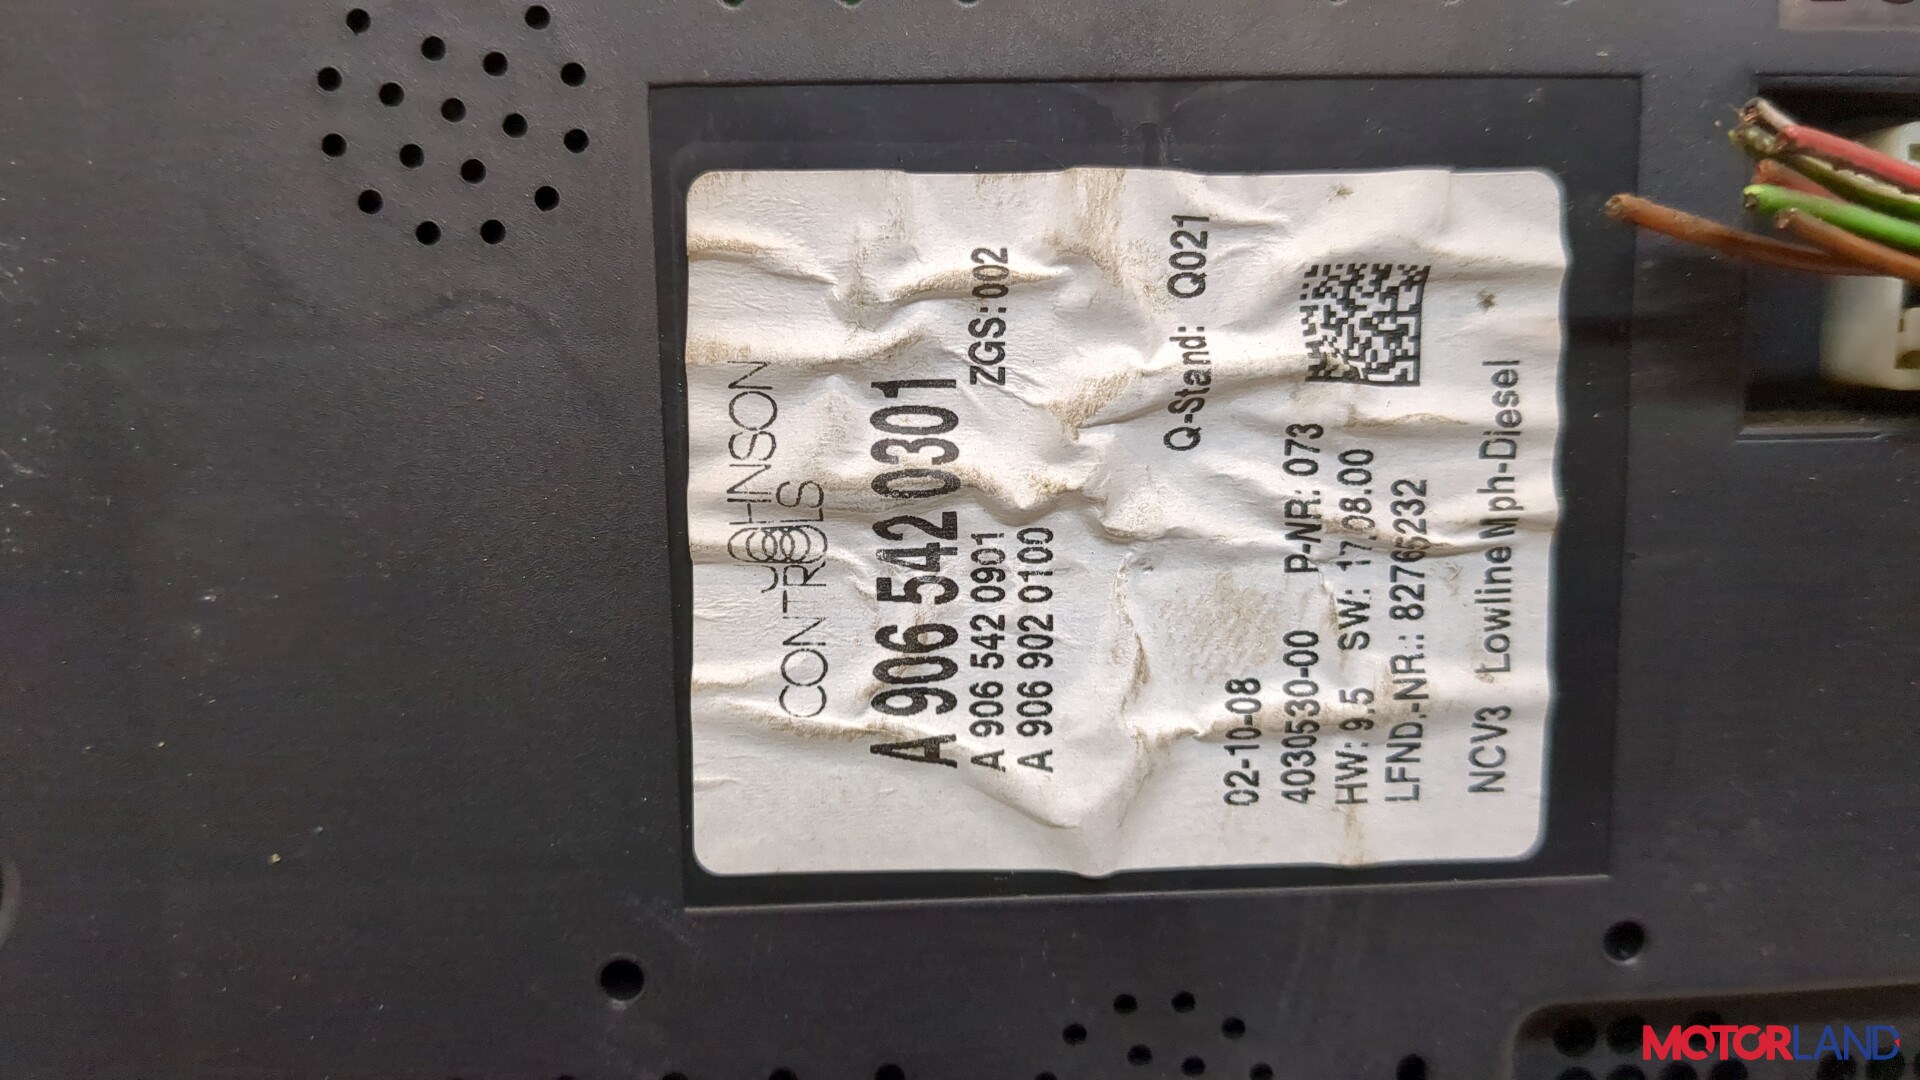 JOHNSON
CONTROLS
A 906 542 0301
A 906 542 0901 ZGS: 002
A 906 902 0100
Q-Stand: Q021
02-10-08
4030530-00 P-NR: 073
HW: 9.5 SW: 17.08.00
LFND.-NR.: 82766232
NCV3 Lowline Mph-Diesel
MOTORLAND